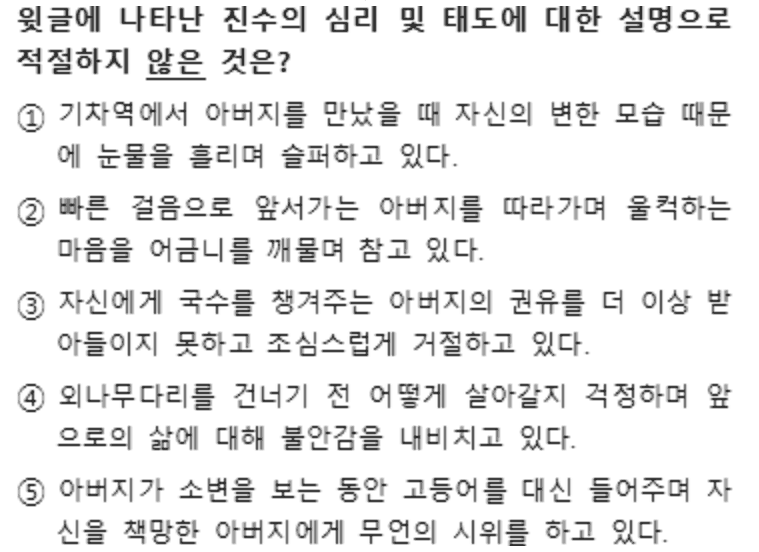 윗글에 나타난 진수의 심리 및 태도에 대한 설명으로
적절하지 않은 것은?
① 기차역에서 아버지를 만났을 때 자신의 변한 모습 때문
에 눈물을 흘리며 슬퍼하고 있다.
② 빠른 걸음으로 앞서가는 아버지를 따라가며 울컥하는
마음을 어금니를 깨물며 참고 있다.
③ 자신에게 국수를 챙겨주는 아버지의 권유를 더 이상 받
아들이지 못하고 조심스럽게 거절하고 있다.
④ 외나무다리를 건너기 전 어떻게 살아갈지 걱정하며 앞
으로의 삶에 대해 불안감을 내비치고 있다.
⑤ 아버지가 소변을 보는 동안 고등어를 대신 들어주며 자
신을 책망한 아버지에게 무언의 시위를 하고 있다.